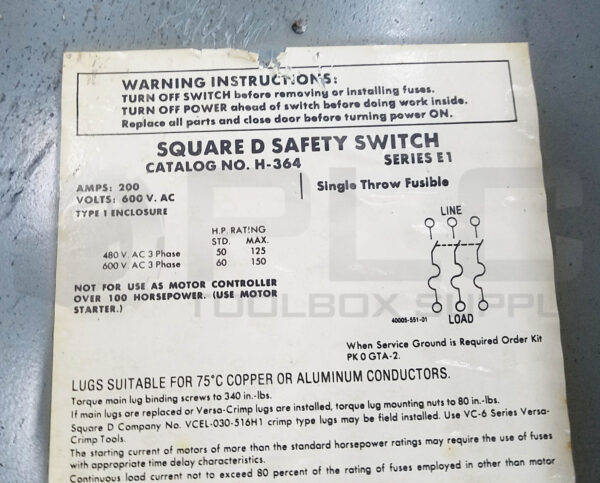 WARNING INSTRUCTIONS:
TURN OFF SWITCH before removing or installing fuses.
TURN OFF POWER ahead of switch before doing work inside.
Replace all parts and close door before turning power ON.
SQUARE D SAFETY SWITCH
CATALOG NO. H-364 SERIES E1
AMPS: 200
VOLTS: 600 V. AC
TYPE 1 ENCLOSURE
Single Throw Fusible
H.P. RATING
STD. MAX.
480 V. AC 3 Phase 50 125
600 V. AC 3 Phase 60 150
NOT FOR USE AS MOTOR CONTROLLER
OVER 100 HORSEPOWER. (USE MOTOR
STARTER.)
LINE
LOAD
40005-551-01
When Service Ground is Required Order Kit
PK 0 GTA-2.
LUGS SUITABLE FOR 75°C COPPER OR ALUMINUM CONDUCTORS.
Torque main lug binding screws to 340 in.-lbs.
If main lugs are replaced or Versa-Crimp lugs are installed, torque lug mounting nuts to 80 in.-lbs.
Square D Company No. VCEL-030-516H1 crimp type lugs may be field installed. Use VC-6 Series Versa-
Crimp Tools.
The starting current of motors of more than the standard horsepower ratings may require the use of fuses
with appropriate time delay characteristics.
Continuous load current not to exceed 80 percent of the rating of fuses employed in other than motor
PLC
TOOLBOX SUPPLY